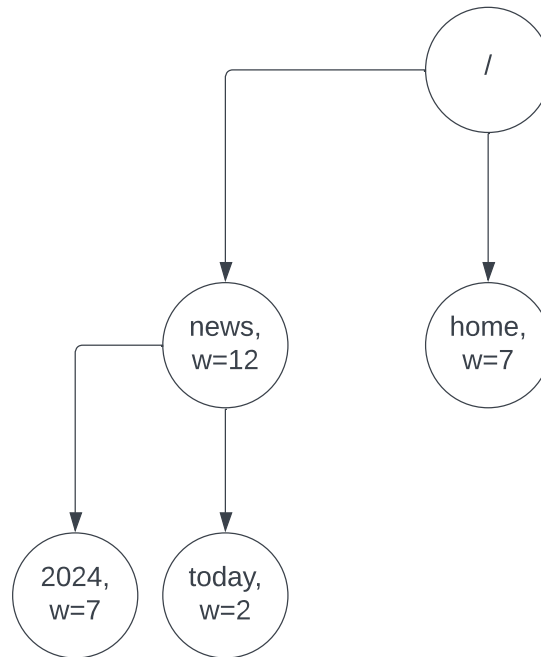 /
news,
w=12
home,
w=7
2024,
w=7
today,
w=2